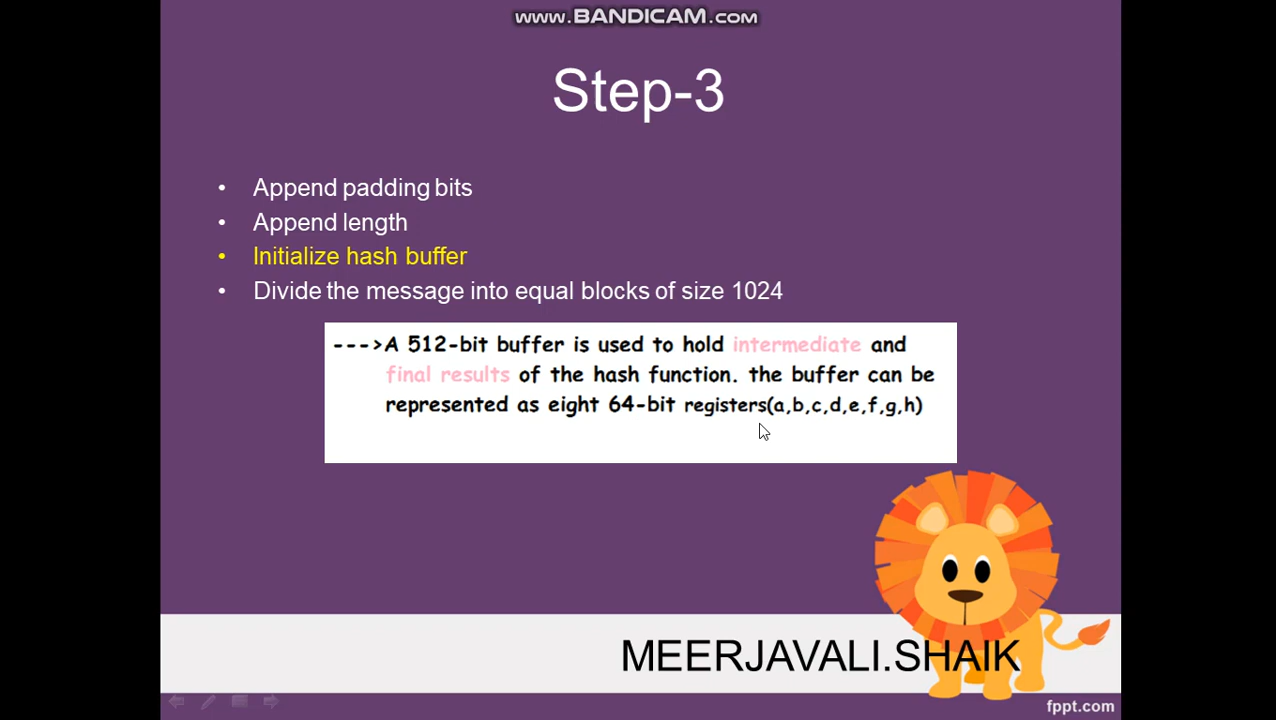 www.BANDICAM.com
Step-3
• Append padding bits
• Append length
• Initialize hash buffer
• Divide the message into equal blocks of size 1024
--->A 512-bit buffer is used to hold intermediate and
final results of the hash function. the buffer can be
represented as eight 64-bit registers(a,b,c,d,e,f,g,h)
MEERJAVALI.SHAIK
fppt.com